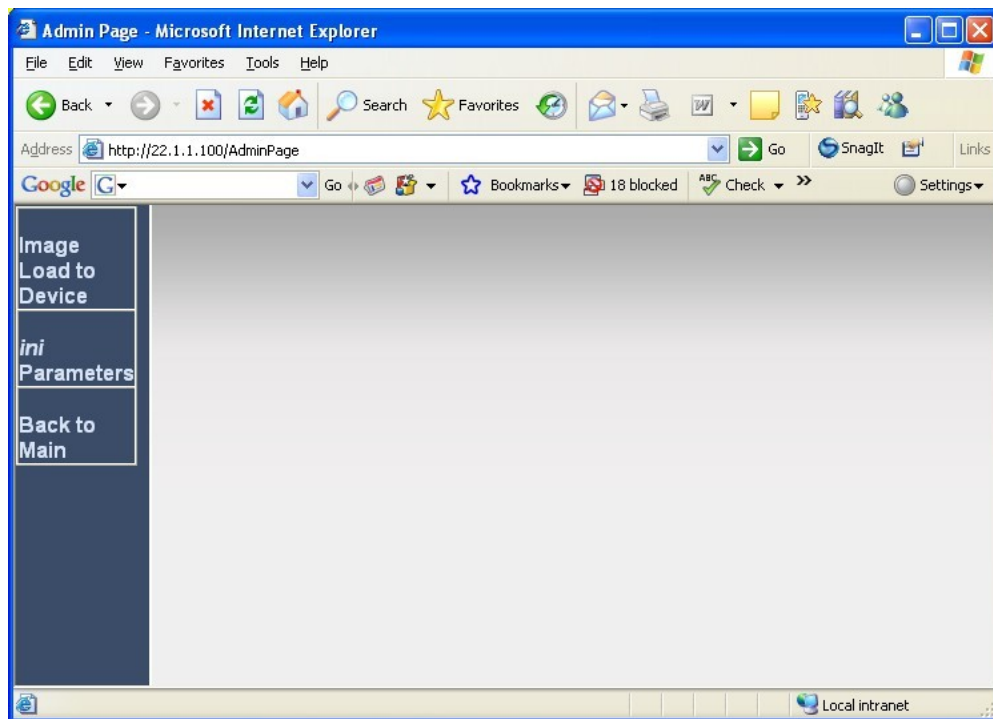 Admin Page - Microsoft Internet Explorer
File Edit View Favorites Tools Help
Back Search Favorites W
Address http://22.1.1.100/AdminPage Go SnagIt Links
Google G Go Bookmarks 18 blocked ABC Check » Settings
Image
Load to
Device
ini
Parameters
Back to
Main
Local intranet